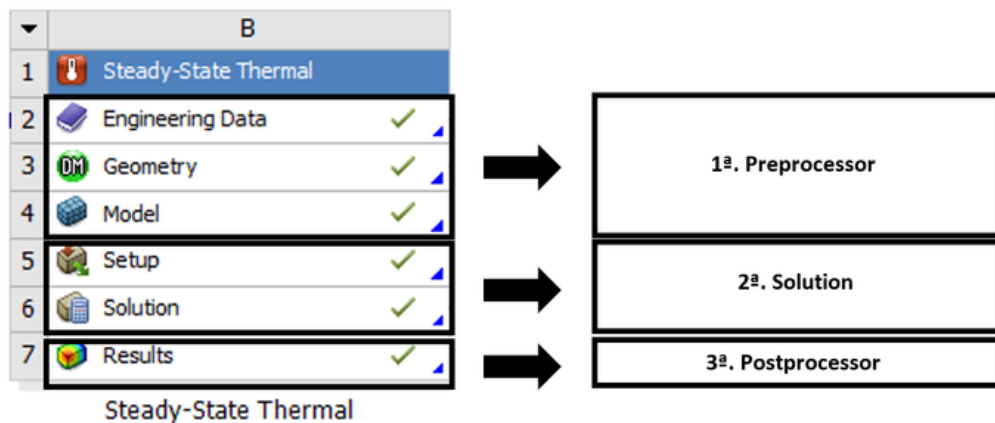 B
1 Steady-State Thermal
2 Engineering Data
3 DM Geometry
4 Model
5 Setup
6 Solution
7 Results
Steady-State Thermal
1ª. Preprocessor
2ª. Solution
3ª. Postprocessor